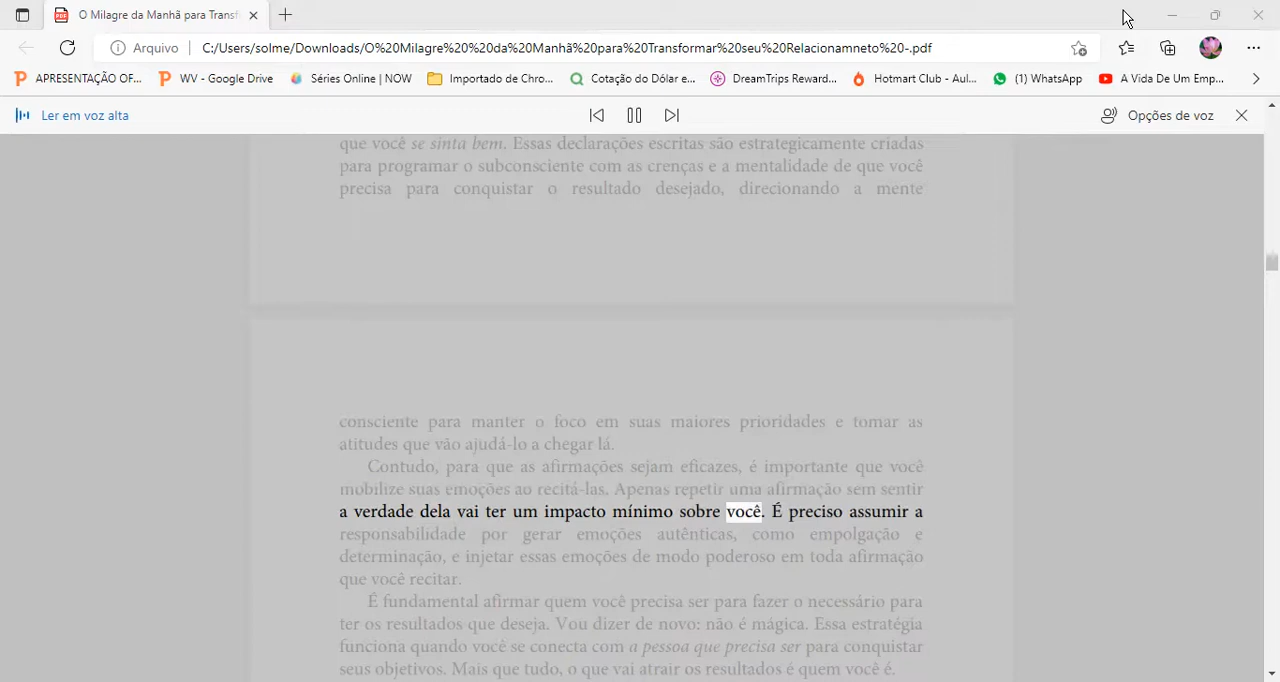 O Milagre da Manhã para Transf
Arquivo
C:/Users/solme/Downloads/O%20Milagre%20%20da%20Manhã%20para%20Transformar%20seu%20Relacionamneto%20-.pdf
APRESENTAÇÃO OF...
WV - Google Drive
Séries Online | NOW
Importado de Chro...
Cotação do Dólar e...
DreamTrips Reward...
Hotmart Club - Aul...
(1) WhatsApp
A Vida De Um Emp...
Ler em voz alta
Opções de voz
que você se sinta bem. Essas declarações escritas são estrategicamente criadas
para programar o subconsciente com as crenças e a mentalidade de que você
precisa para conquistar o resultado desejado, direcionando a mente
consciente para manter o foco em suas maiores prioridades e tomar as
atitudes que vão ajudá-lo a chegar lá.
Contudo, para que as afirmações sejam eficazes, é importante que você
mobilize suas emoções ao recitá-las. Apenas repetir uma afirmação sem sentir
a verdade dela vai ter um impacto mínimo sobre você. É preciso assumir a
responsabilidade por gerar emoções autênticas, como empolgação e
determinação, e injetar essas emoções de modo poderoso em toda afirmação
que você recitar.
É fundamental afirmar quem você precisa ser para fazer o necessário para
ter os resultados que deseja. Vou dizer de novo: não é mágica. Essa estratégia
funciona quando você se conecta com a pessoa que precisa ser para conquistar
seus objetivos. Mais que tudo, o que vai atrair os resultados é quem você é.